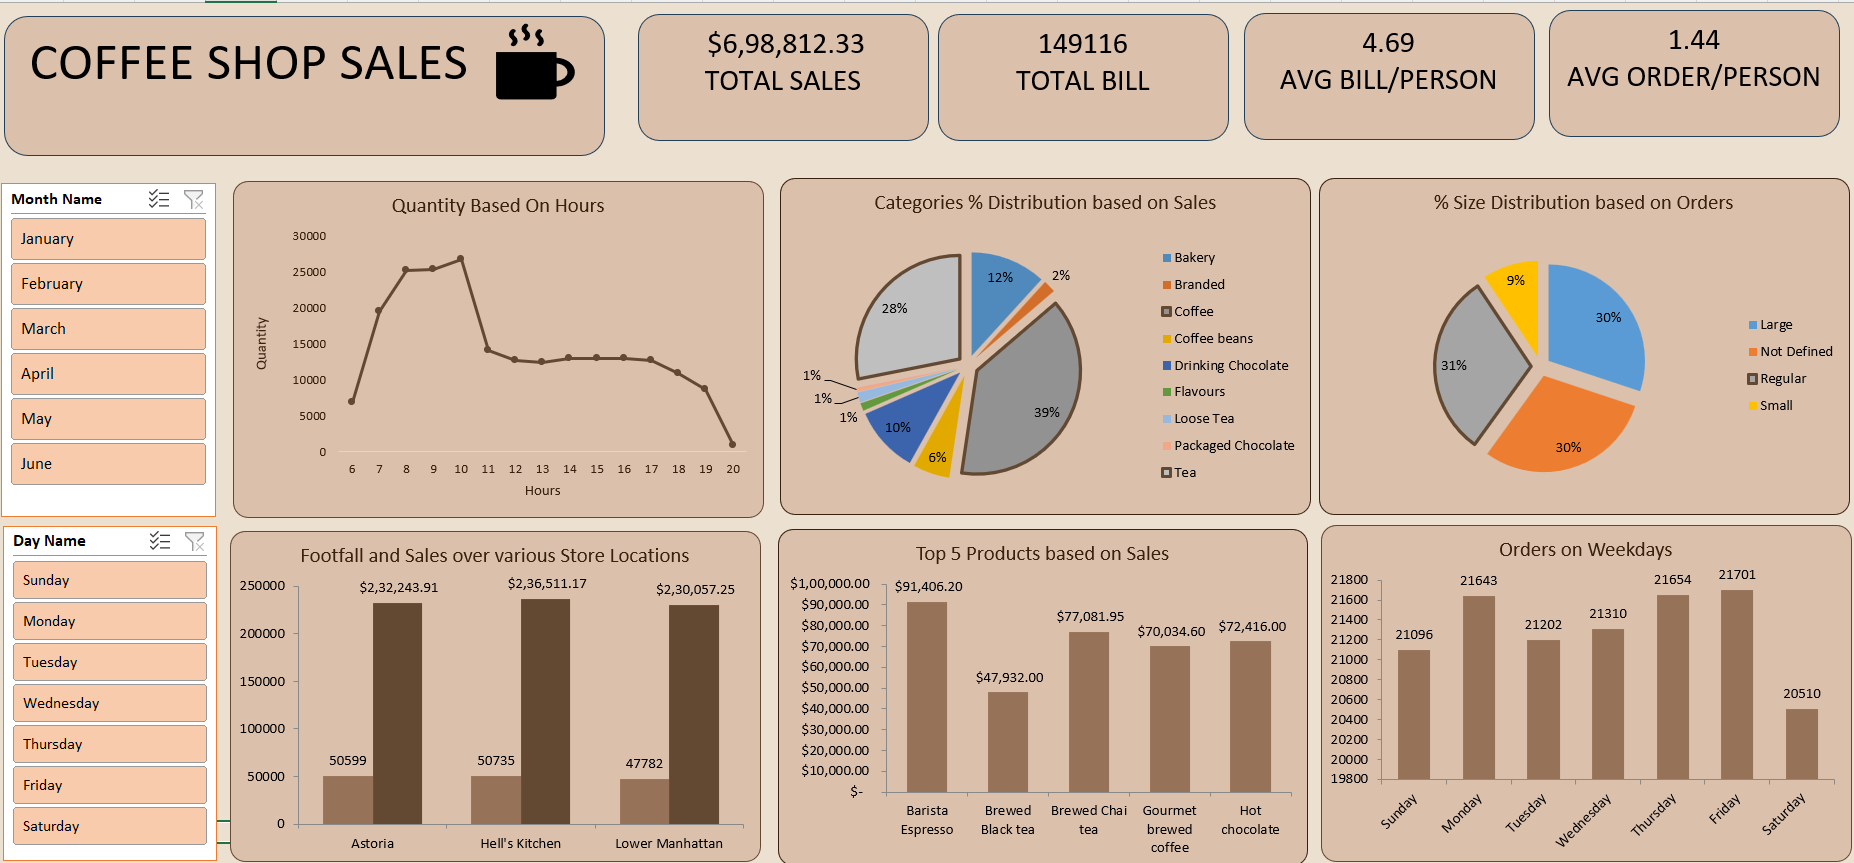 COFFEE SHOP SALES
$6,98,812.33
TOTAL SALES
149116
TOTAL BILL
4.69
AVG BILL/PERSON
1.44
AVG ORDER/PERSON
Month Name
January
February
March
April
May
June
Day Name
Sunday
Monday
Tuesday
Wednesday
Thursday
Friday
Saturday
Quantity Based On Hours
Quantity
30000
25000
20000
15000
10000
5000
0
6 7 8 9 10 11 12 13 14 15 16 17 18 19 20
Hours
Categories % Distribution based on Sales
12%
2%
28%
39%
1%
1%
1%
10%
6%
Bakery
Branded
Coffee
Coffee beans
Drinking Chocolate
Flavours
Loose Tea
Packaged Chocolate
Tea
% Size Distribution based on Orders
9%
30%
31%
30%
Large
Not Defined
Regular
Small
Footfall and Sales over various Store Locations
250000
200000
150000
100000
50000
0
$2,32,243.91
$2,36,511.17
$2,30,057.25
50599
50735
47782
Astoria
Hell's Kitchen
Lower Manhattan
Top 5 Products based on Sales
$1,00,000.00
$90,000.00
$80,000.00
$70,000.00
$60,000.00
$50,000.00
$40,000.00
$30,000.00
$20,000.00
$10,000.00
$-
$91,406.20
$47,932.00
$77,081.95
$70,034.60
$72,416.00
Barista
Espresso
Brewed
Black tea
Brewed Chai
tea
Gourmet
brewed
coffee
Hot
chocolate
Orders on Weekdays
21800
21600
21400
21200
21000
20800
20600
20400
20200
20000
19800
21096
21643
21202
21310
21654
21701
20510
Sunday
Monday
Tuesday
Wednesday
Thursday
Friday
Saturday